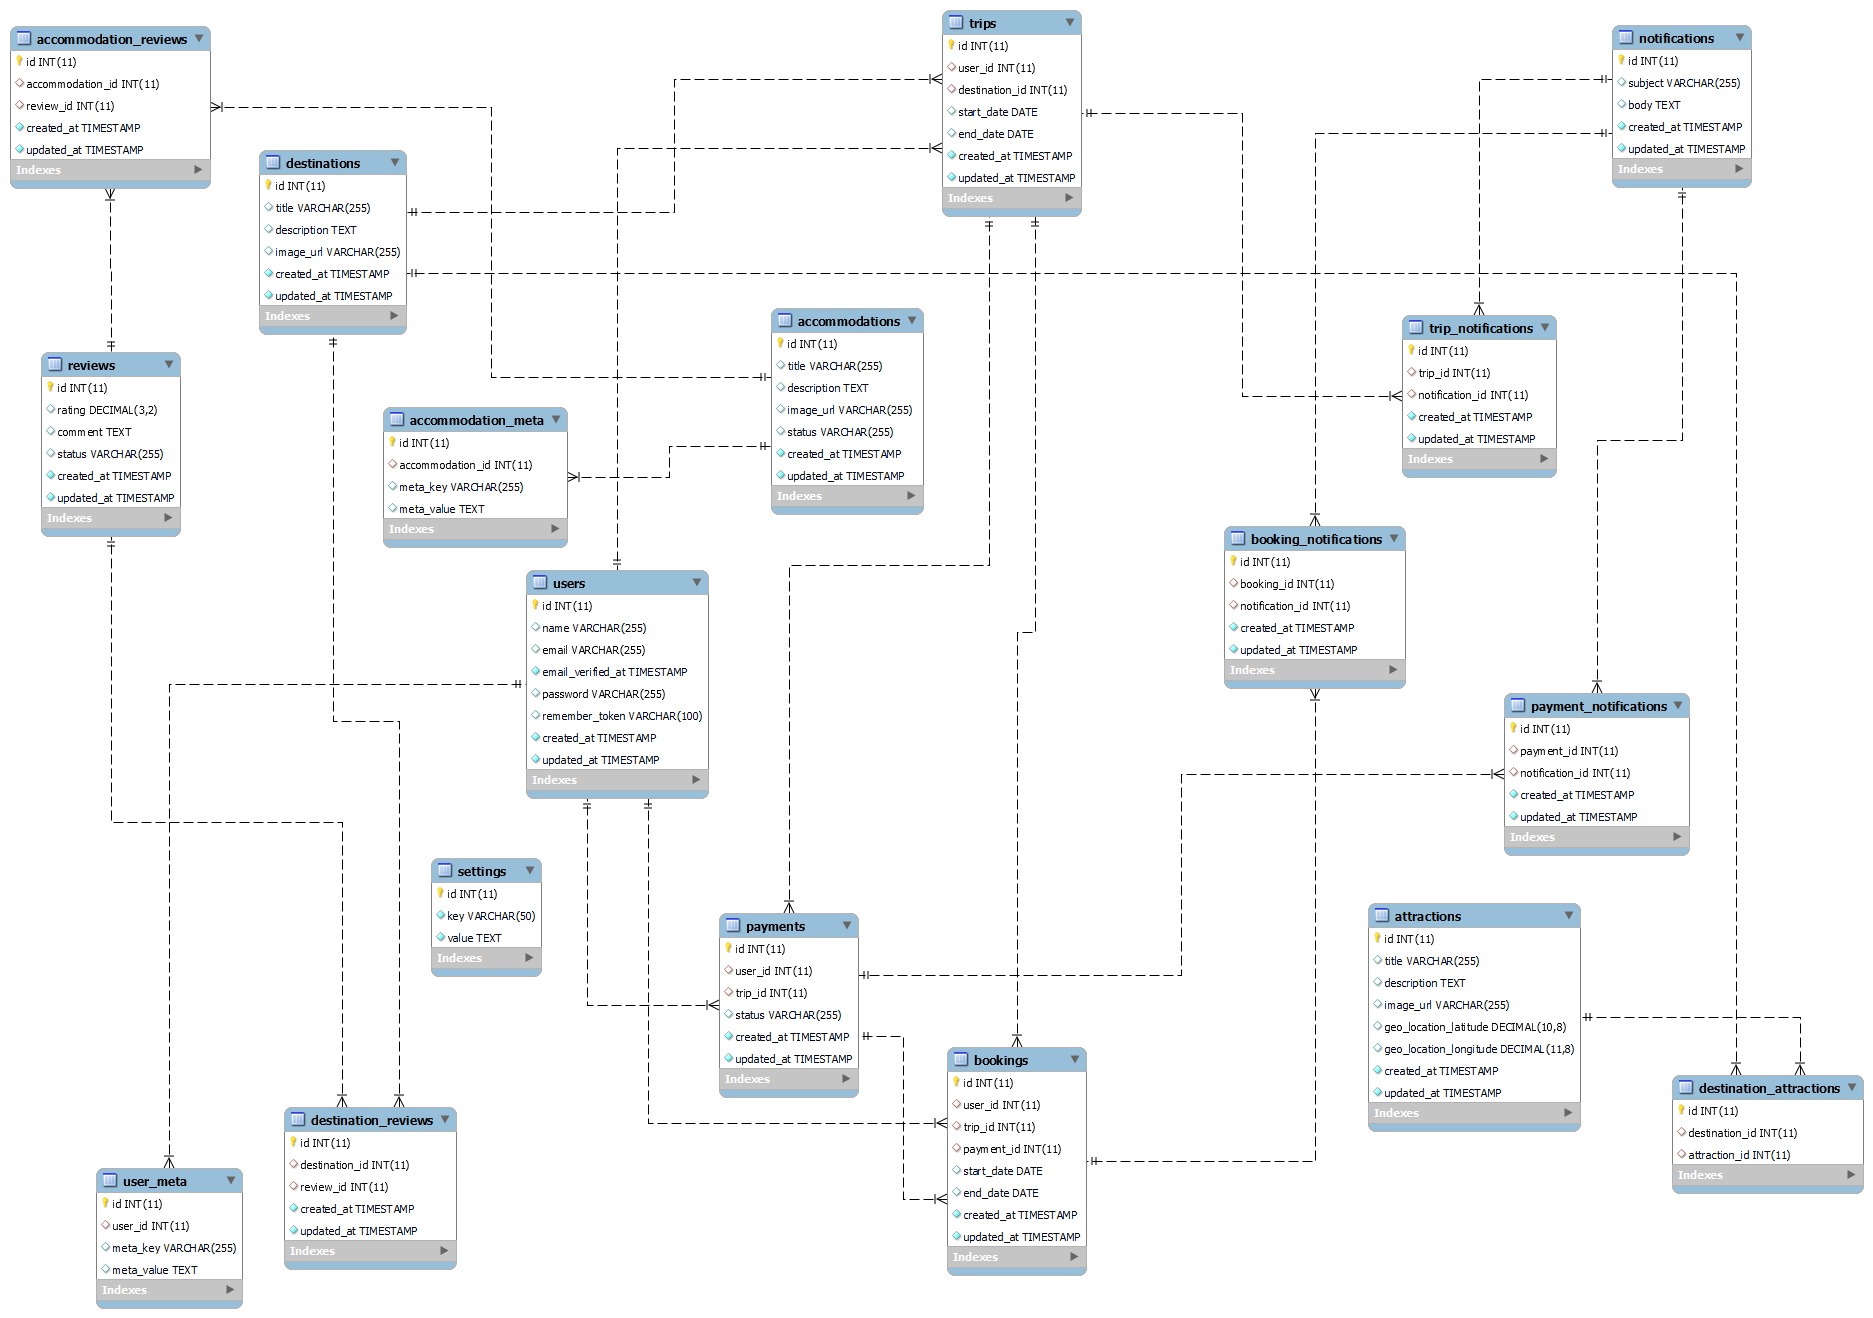 accommodation_reviews
id INT(11)
accommodation_id INT(11)
review_id INT(11)
created_at TIMESTAMP
updated_at TIMESTAMP
Indexes
destinations
id INT(11)
title VARCHAR(255)
description TEXT
image_url VARCHAR(255)
created_at TIMESTAMP
updated_at TIMESTAMP
Indexes
trips
id INT(11)
user_id INT(11)
destination_id INT(11)
start_date DATE
end_date DATE
created_at TIMESTAMP
updated_at TIMESTAMP
Indexes
notifications
id INT(11)
subject VARCHAR(255)
body TEXT
created_at TIMESTAMP
updated_at TIMESTAMP
Indexes
accommodations
id INT(11)
title VARCHAR(255)
description TEXT
image_url VARCHAR(255)
status VARCHAR(255)
created_at TIMESTAMP
updated_at TIMESTAMP
Indexes
trip_notifications
id INT(11)
trip_id INT(11)
notification_id INT(11)
created_at TIMESTAMP
updated_at TIMESTAMP
Indexes
reviews
id INT(11)
rating DECIMAL(3,2)
comment TEXT
status VARCHAR(255)
created_at TIMESTAMP
updated_at TIMESTAMP
Indexes
accommodation_meta
id INT(11)
accommodation_id INT(11)
meta_key VARCHAR(255)
meta_value TEXT
Indexes
users
id INT(11)
name VARCHAR(255)
email VARCHAR(255)
email_verified_at TIMESTAMP
password VARCHAR(255)
remember_token VARCHAR(100)
created_at TIMESTAMP
updated_at TIMESTAMP
Indexes
booking_notifications
id INT(11)
booking_id INT(11)
notification_id INT(11)
created_at TIMESTAMP
updated_at TIMESTAMP
Indexes
payment_notifications
id INT(11)
payment_id INT(11)
notification_id INT(11)
created_at TIMESTAMP
updated_at TIMESTAMP
Indexes
settings
id INT(11)
key VARCHAR(50)
value TEXT
Indexes
payments
id INT(11)
user_id INT(11)
trip_id INT(11)
status VARCHAR(255)
created_at TIMESTAMP
updated_at TIMESTAMP
Indexes
attractions
id INT(11)
title VARCHAR(255)
description TEXT
image_url VARCHAR(255)
geo_location_latitude DECIMAL(10,8)
geo_location_longitude DECIMAL(11,8)
created_at TIMESTAMP
updated_at TIMESTAMP
Indexes
bookings
id INT(11)
user_id INT(11)
trip_id INT(11)
payment_id INT(11)
start_date DATE
end_date DATE
created_at TIMESTAMP
updated_at TIMESTAMP
Indexes
destination_attractions
id INT(11)
destination_id INT(11)
attraction_id INT(11)
Indexes
destination_reviews
id INT(11)
destination_id INT(11)
review_id INT(11)
created_at TIMESTAMP
updated_at TIMESTAMP
Indexes
user_meta
id INT(11)
user_id INT(11)
meta_key VARCHAR(255)
meta_value TEXT
Indexes